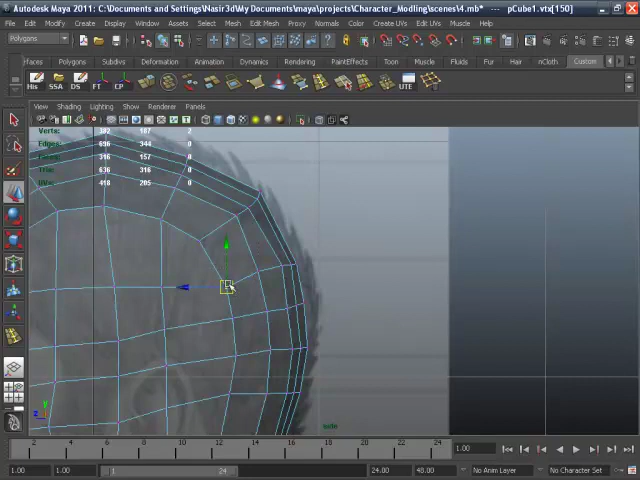 Autodesk Maya 2011: C:\Documents and Settings\Nasir3d\My Documents\maya\projects\Character_Modling\scenes\4.mb* --- pCube1.vtx[150]
File Edit Modify Create Display Window Assets Select Mesh Edit Mesh Proxy Normals Color Create UVs Edit UVs Muscle Help
Polygons
Surfaces Polygons Subdivs Deformation Animation Dynamics Rendering PaintEffects Toon Muscle Fluids Fur Hair nCloth Custom
His SSA DS FT CP UTE
View Shading Lighting Show Renderer Panels
Verts: 382 187 2
Edges: 696 344 0
Faces: 316 157 0
Tris: 636 316 0
UVs: 418 205 0
side
y
z
2 4 6 8 10 12 14 16 18 20 22 24 1.00
1.00 1.00 1 24 24.00 48.00 No Anim Layer No Character Set